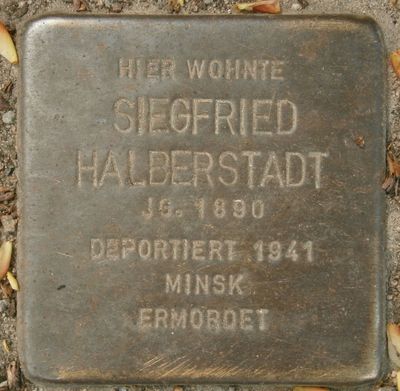 HIER WOHNTE
SIEGFRIED
HALBERSTADT
JG. 1890
DEPORTIERT 1941
MINSK
ERMORDET